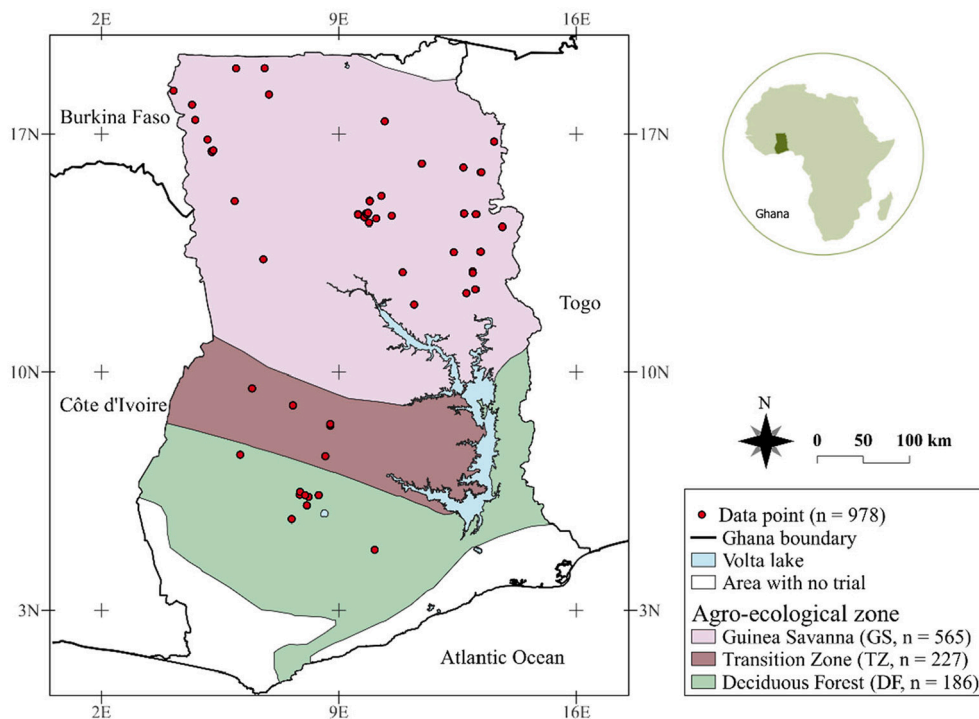 2E 9E 16E
Burkina Faso
17N 17N
Ghana
Togo
10N 10N
Côte d'Ivoire
N
0 50 100 km
Data point (n = 978)
Ghana boundary
Volta lake
Area with no trial
Agro-ecological zone
Guinea Savanna (GS, n = 565)
Transition Zone (TZ, n = 227)
Deciduous Forest (DF, n = 186)
3N 3N
Atlantic Ocean
2E 9E 16E